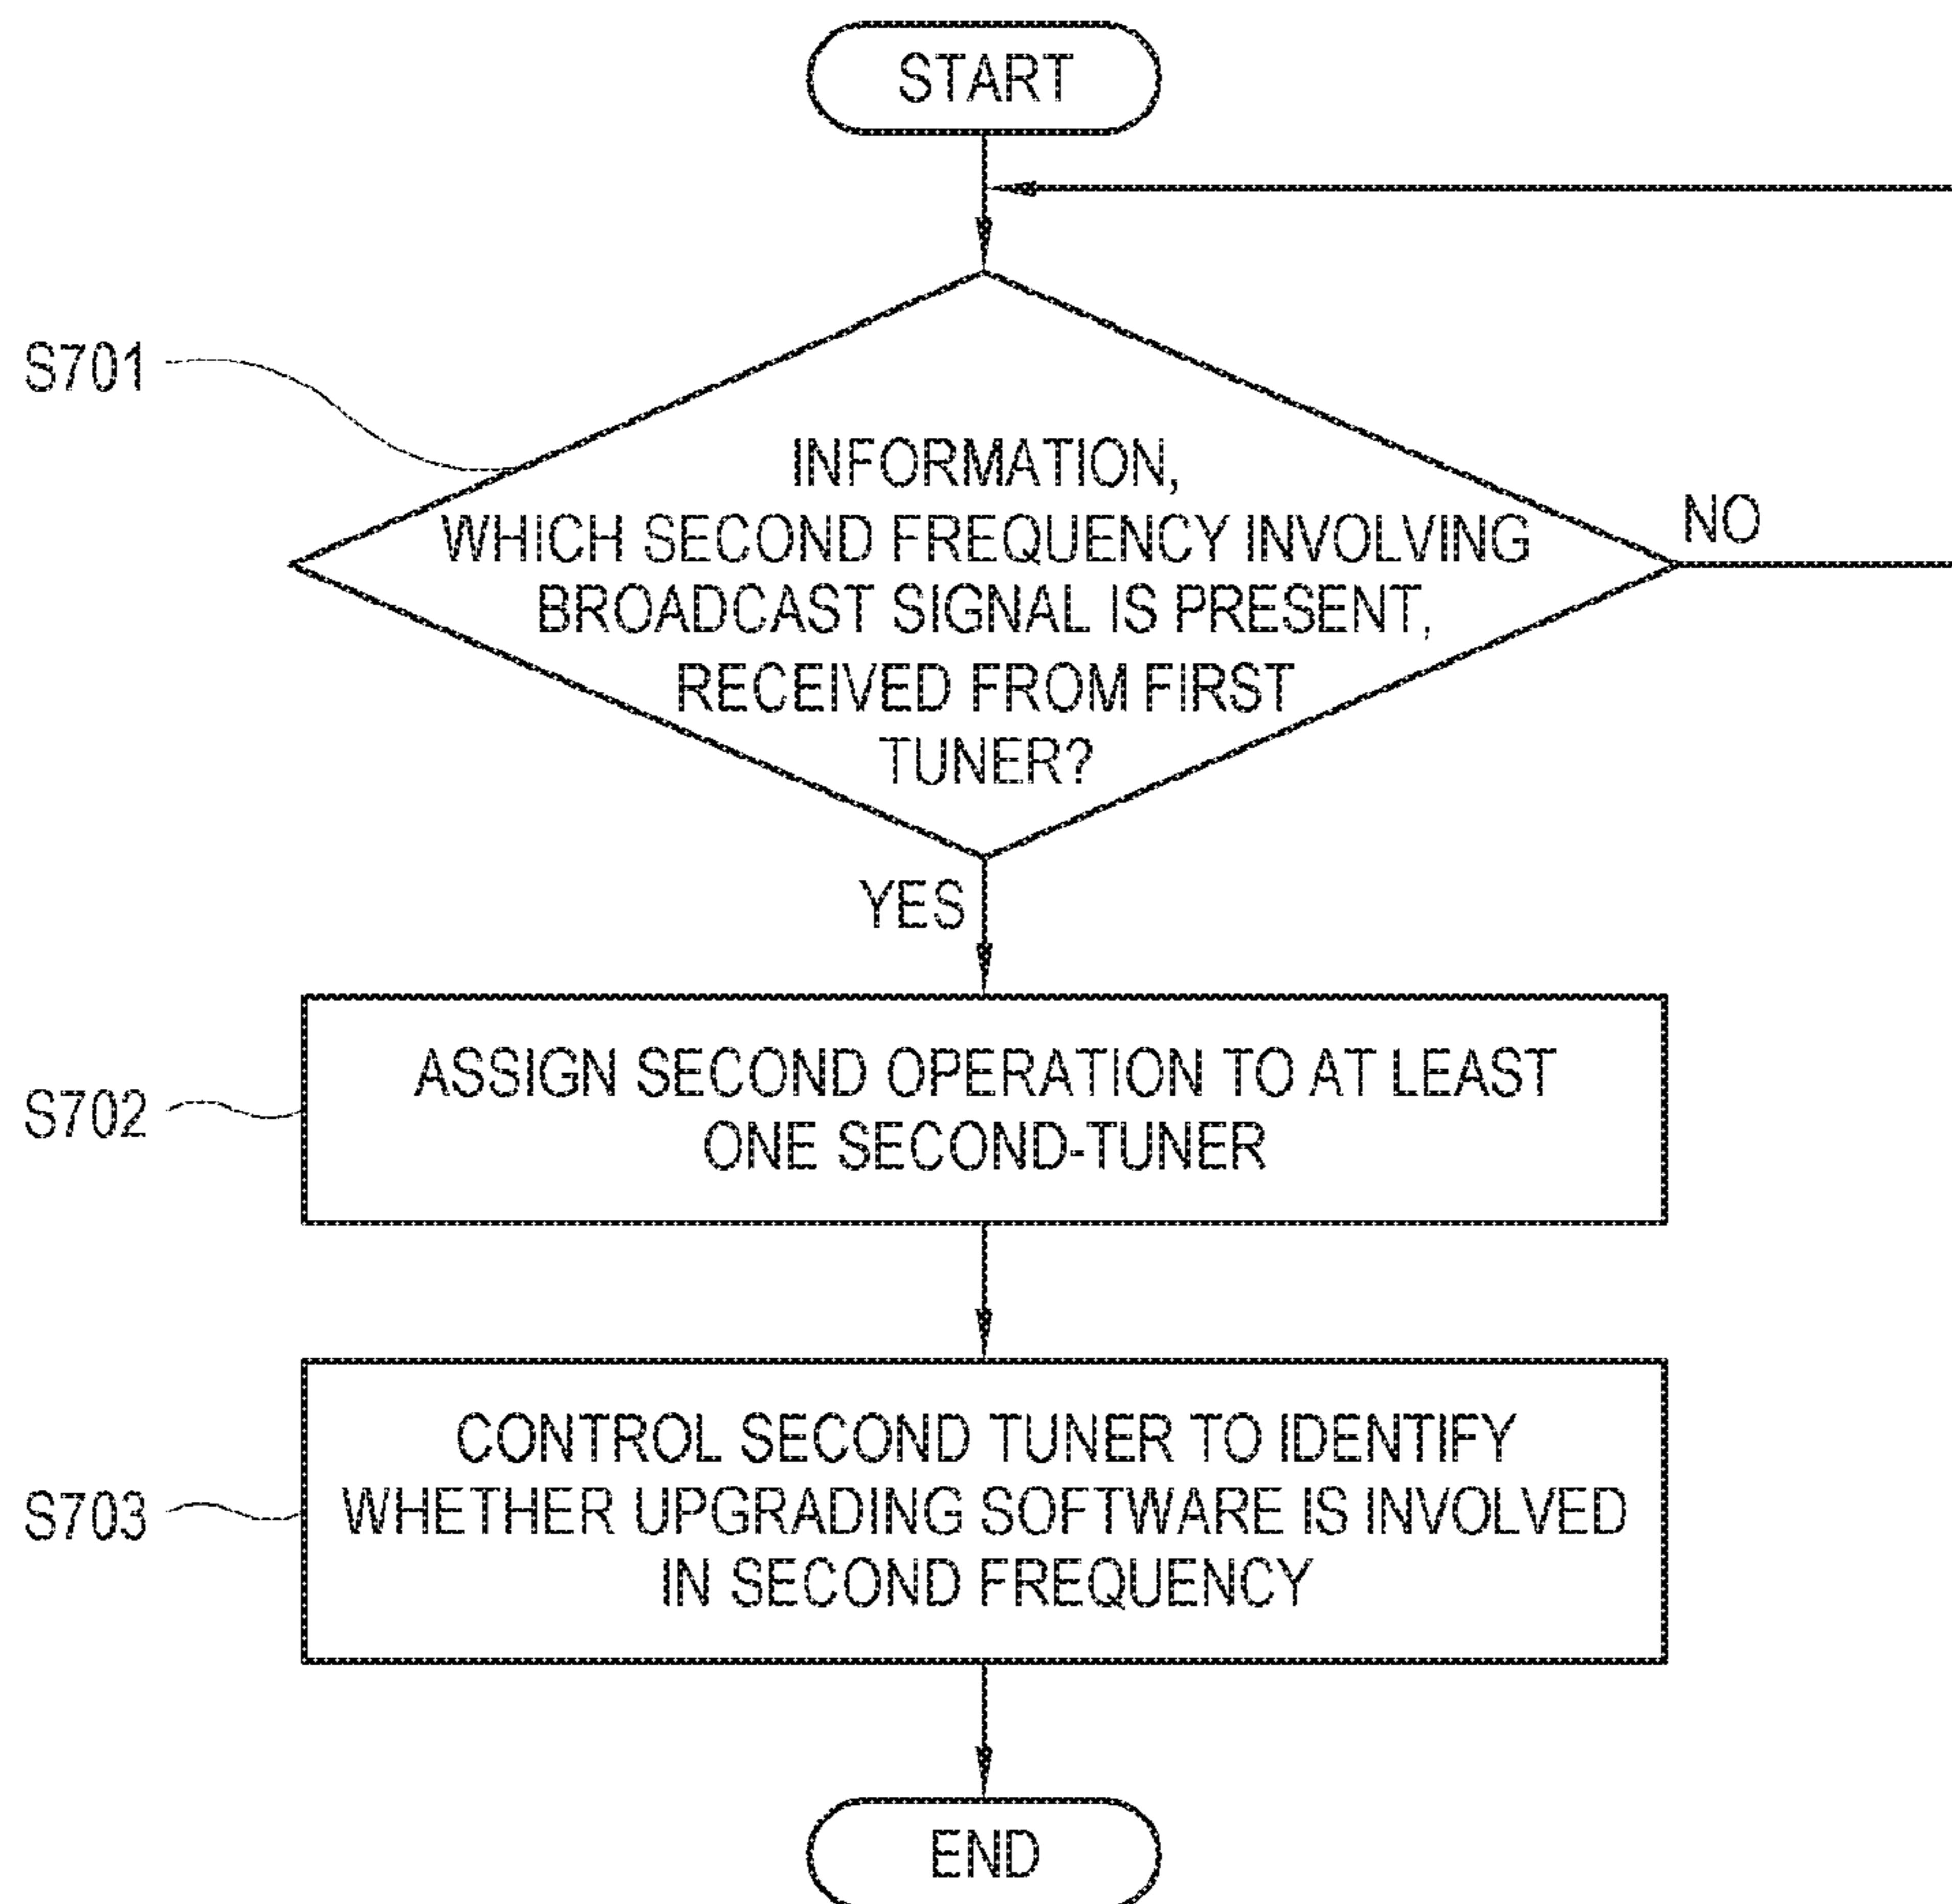 START
S701
INFORMATION,
WHICH SECOND FREQUENCY INVOLVING
BROADCAST SIGNAL IS PRESENT,
RECEIVED FROM FIRST
TUNER?
NO
YES
S702
ASSIGN SECOND OPERATION TO AT LEAST
ONE SECOND-TUNER
S703
CONTROL SECOND TUNER TO IDENTIFY
WHETHER UPGRADING SOFTWARE IS INVOLVED
IN SECOND FREQUENCY
END